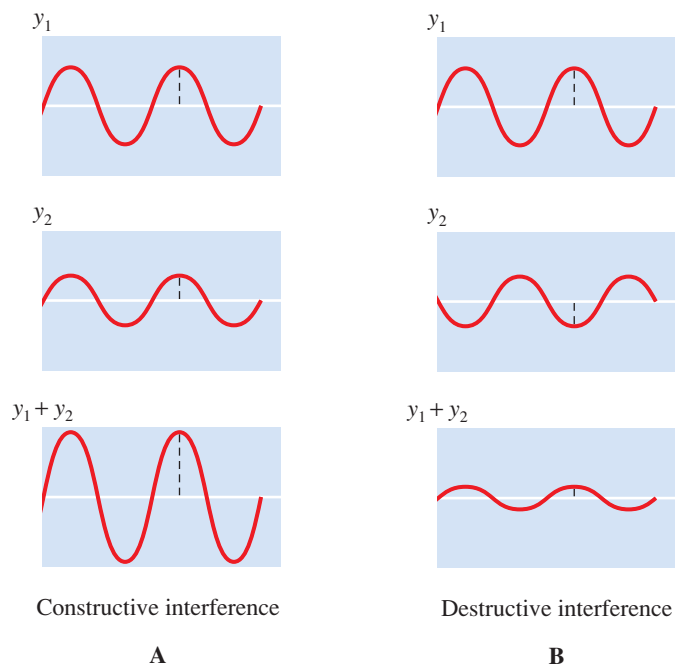 y1
y1
y2
y2
y1 + y2
y1 + y2
Constructive interference
Destructive interference
A
B